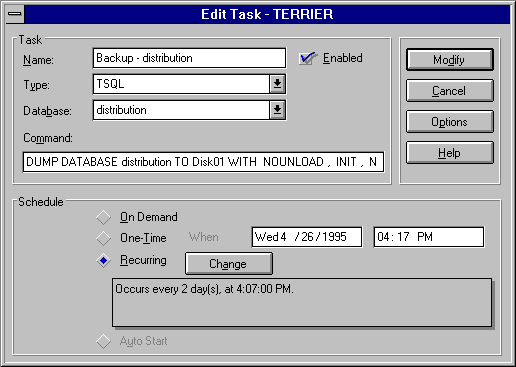 Edit Task - TERRIER
Task
Name: Backup - distribution
Enabled
Type: TSQL
Database: distribution
Command:
DUMP DATABASE distribution TO Disk01 WITH NOUNLOAD , INIT , N
Modify
Cancel
Options
Help
Schedule
On Demand
One-Time When Wed 4 /26/1995 04: 17 PM
Recurring Change
Occurs every 2 day(s), at 4:07:00 PM.
Auto Start